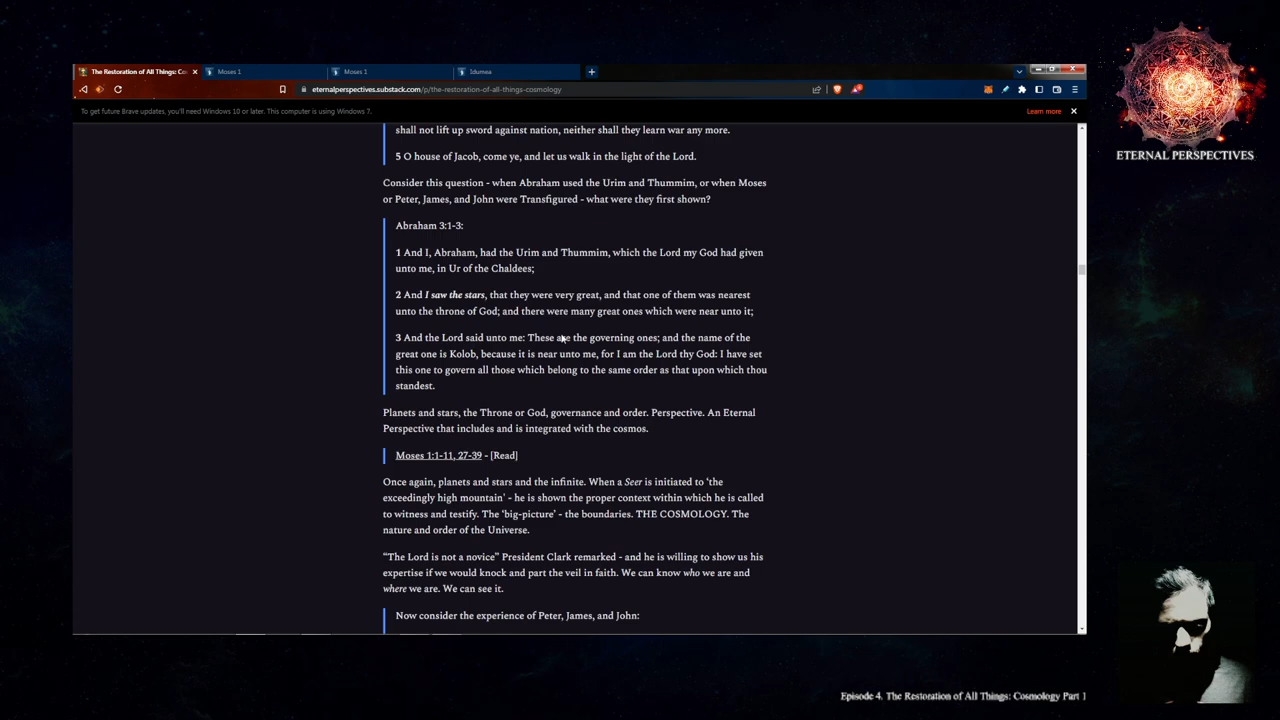 The Restoration of All Things: Co
Moses 1
Moses 1
Idumea
eternalperspectives.substack.com/p/the-restoration-of-all-things-cosmology
To get future Brave updates, you'll need Windows 10 or later. This computer is using Windows 7.
Learn more
ETERNAL PERSPECTIVES
shall not lift up sword against nation, neither shall they learn war any more.
5 O house of Jacob, come ye, and let us walk in the light of the Lord.
Consider this question - when Abraham used the Urim and Thummim, or when Moses
or Peter, James, and John were Transfigured - what were they first shown?
Abraham 3:1-3:
1 And I, Abraham, had the Urim and Thummim, which the Lord my God had given
unto me, in Ur of the Chaldees;
2 And I saw the stars, that they were very great, and that one of them was nearest
unto the throne of God; and there were many great ones which were near unto it;
3 And the Lord said unto me: These are the governing ones; and the name of the
great one is Kolob, because it is near unto me, for I am the Lord thy God: I have set
this one to govern all those which belong to the same order as that upon which thou
standest.
Planets and stars, the Throne or God, governance and order. Perspective. An Eternal
Perspective that includes and is integrated with the cosmos.
Moses 1:1-11, 27-39 - [Read]
Once again, planets and stars and the infinite. When a Seer is initiated to 'the
exceedingly high mountain' - he is shown the proper context within which he is called
to witness and testify. The 'big-picture' - the boundaries. THE COSMOLOGY. The
nature and order of the Universe.
"The Lord is not a novice" President Clark remarked - and he is willing to show us his
expertise if we would knock and part the veil in faith. We can know who we are and
where we are. We can see it.
Now consider the experience of Peter, James, and John:
Episode 4. The Restoration of All Things: Cosmology Part 1